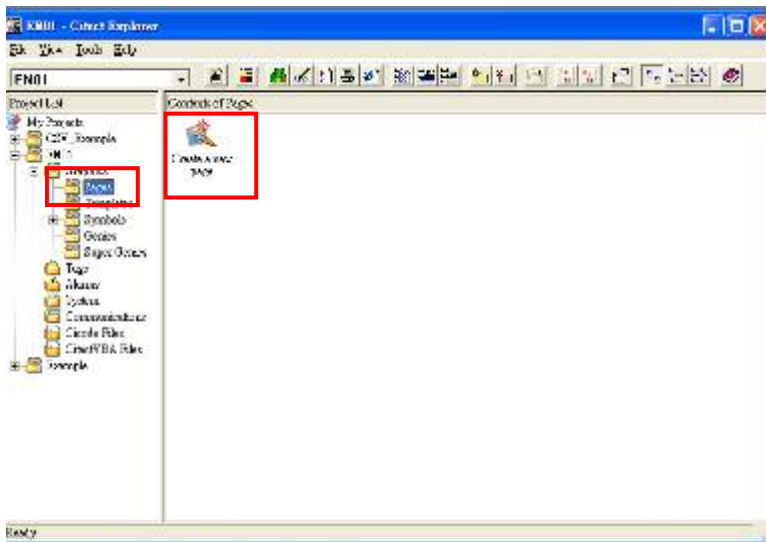 EN01 - Citect Explorer
File View Tools Help
EN01
Project List
Contents of Pages
My Projects
CSV_Example
EN01
Graphics
Pages
Templates
Symbols
Genies
Super Genies
Tags
Alarms
System
Communications
Cicode Files
CitectVBA Files
Example
Create a new
page
Ready